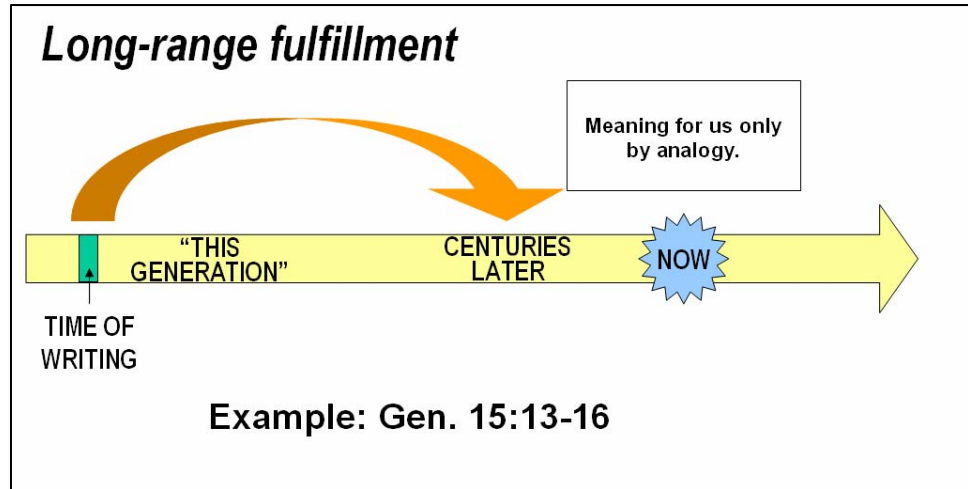 Long-range fulfillment
Meaning for us only
by analogy.
“THIS
GENERATION”
CENTURIES
LATER
NOW
TIME OF
WRITING
Example: Gen. 15:13-16